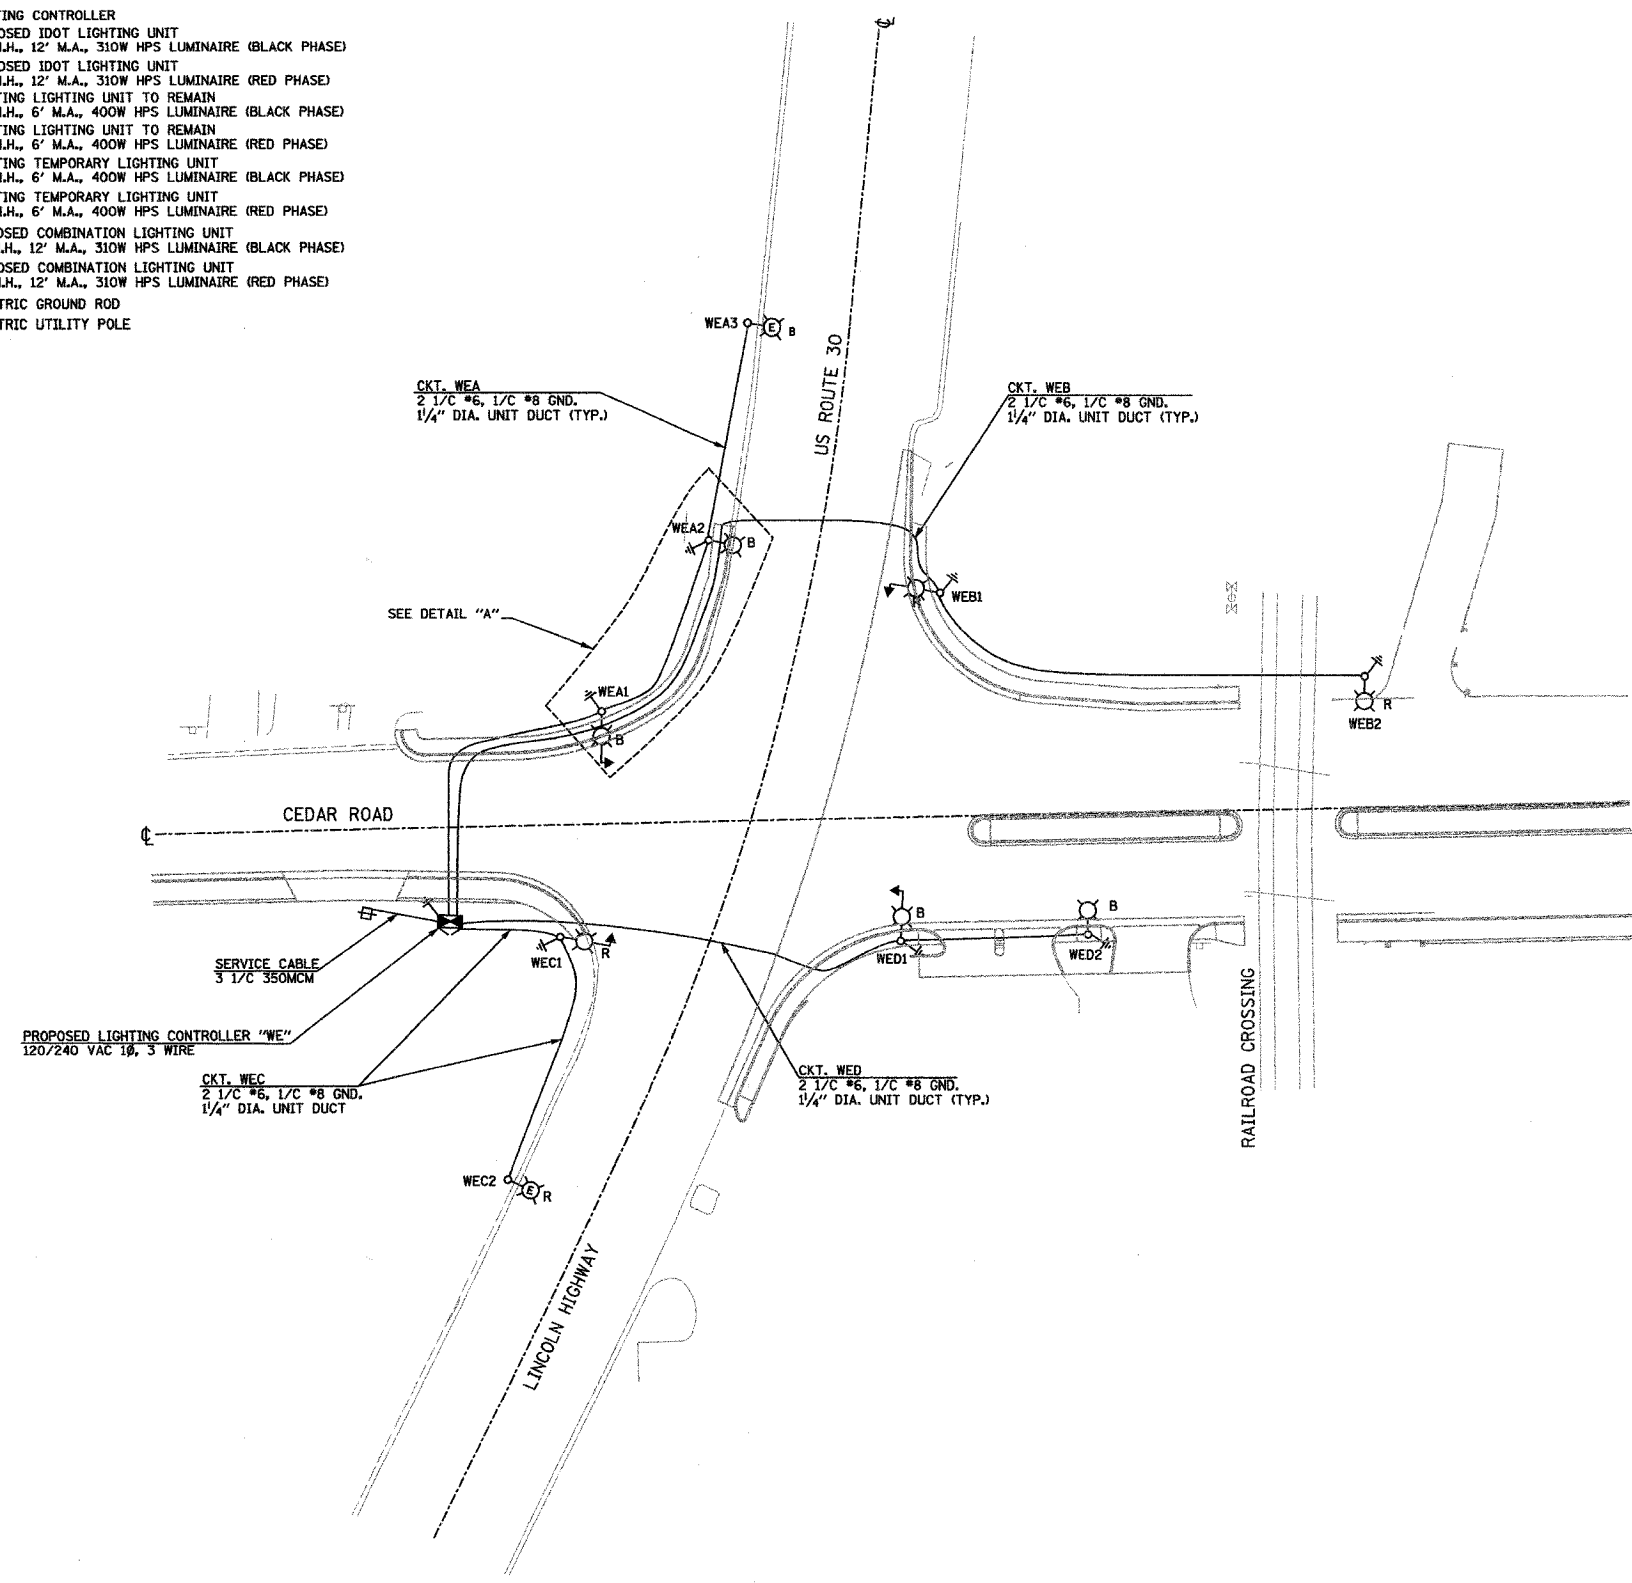 TING CONTROLLER
OSED IDOT LIGHTING UNIT
.H., 12' M.A., 310W HPS LUMINAIRE (BLACK PHASE)
OSED IDOT LIGHTING UNIT
.H., 12' M.A., 310W HPS LUMINAIRE (RED PHASE)
TING LIGHTING UNIT TO REMAIN
.H., 6' M.A., 400W HPS LUMINAIRE (BLACK PHASE)
TING LIGHTING UNIT TO REMAIN
.H., 6' M.A., 400W HPS LUMINAIRE (RED PHASE)
TING TEMPORARY LIGHTING UNIT
.H., 6' M.A., 400W HPS LUMINAIRE (BLACK PHASE)
TING TEMPORARY LIGHTING UNIT
.H., 6' M.A., 400W HPS LUMINAIRE (RED PHASE)
OSED COMBINATION LIGHTING UNIT
.H., 12' M.A., 310W HPS LUMINAIRE (BLACK PHASE)
OSED COMBINATION LIGHTING UNIT
.H., 12' M.A., 310W HPS LUMINAIRE (RED PHASE)
TRIC GROUND ROD
TRIC UTILITY POLE
℄
WEA3 E B
US ROUTE 30
CKT. WEA
2 1/C #6, 1/C #8 GND.
1 1/4" DIA. UNIT DUCT (TYP.)
CKT. WEB
2 1/C #6, 1/C #8 GND.
1 1/4" DIA. UNIT DUCT (TYP.)
WEA2
B
SEE DETAIL "A"
R
WEB1
WEA1
B
R
WEB2
CEDAR ROAD
℄
B
WED1
B
WED2
WEC1
R
SERVICE CABLE
3 1/C 350MCM
PROPOSED LIGHTING CONTROLLER "WE"
120/240 VAC 1Ø, 3 WIRE
CKT. WEC
2 1/C #6, 1/C #8 GND.
1 1/4" DIA. UNIT DUCT
CKT. WED
2 1/C #6, 1/C #8 GND.
1 1/4" DIA. UNIT DUCT (TYP.)
RAILROAD CROSSING
WEC2 E R
LINCOLN HIGHWAY